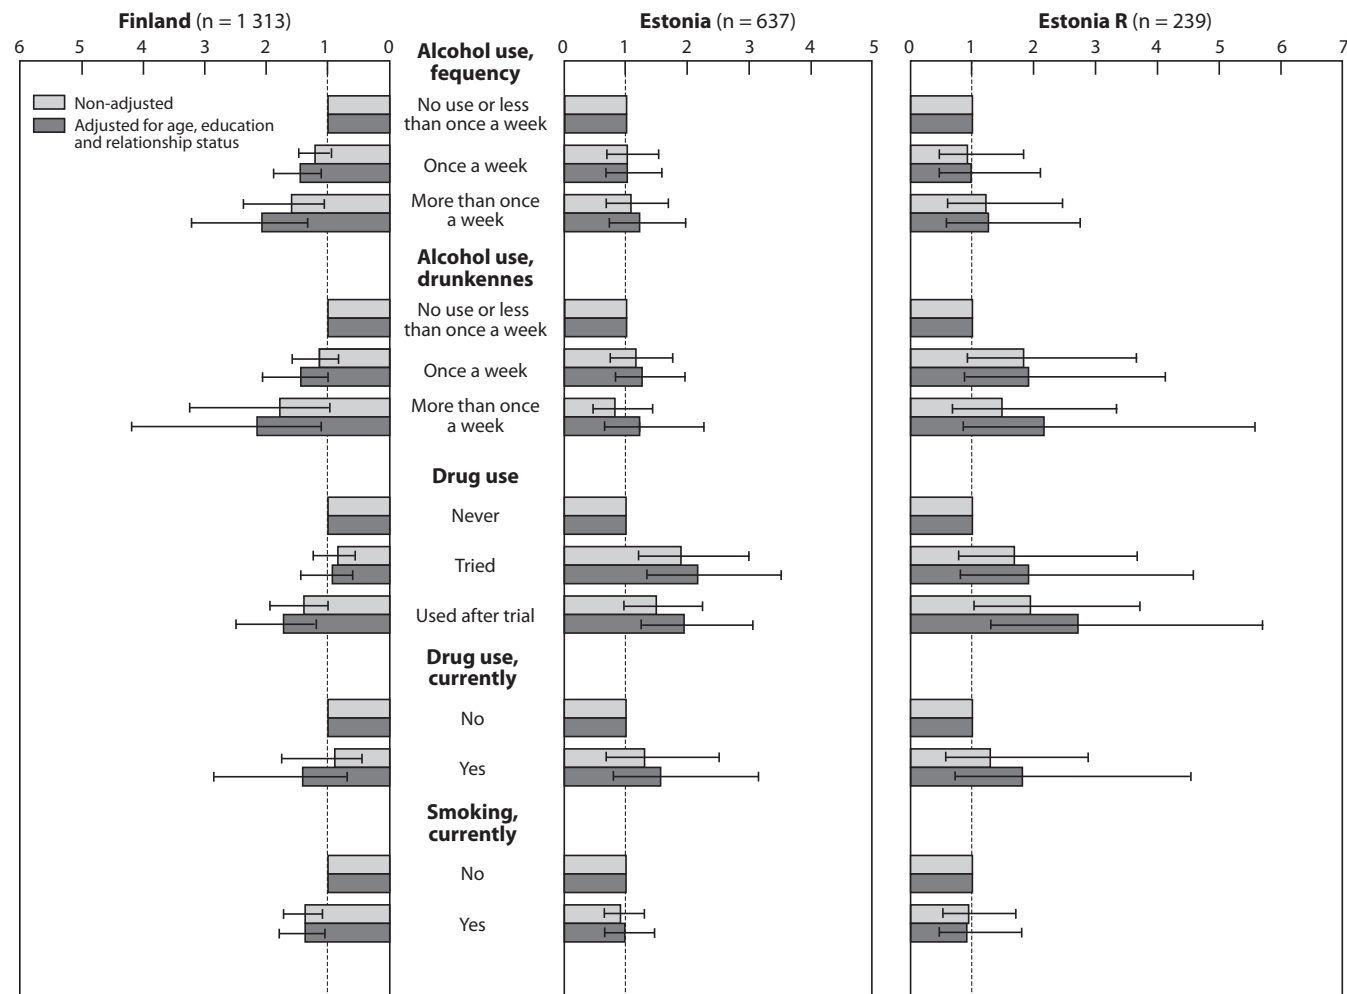 Finland (n = 1 313)
Estonia (n = 637)
Estonia R (n = 239)
6 5 4 3 2 1 0
0 1 2 3 4 5
0 1 2 3 4 5 6 7
Non-adjusted
Adjusted for age, education
and relationship status
Alcohol use,
fequency
No use or less
than once a week
Once a week
More than once
a week
Alcohol use,
drunkennes
No use or less
than once a week
Once a week
More than once
a week
Drug use
Never
Tried
Used after trial
Drug use,
currently
No
Yes
Smoking,
currently
No
Yes